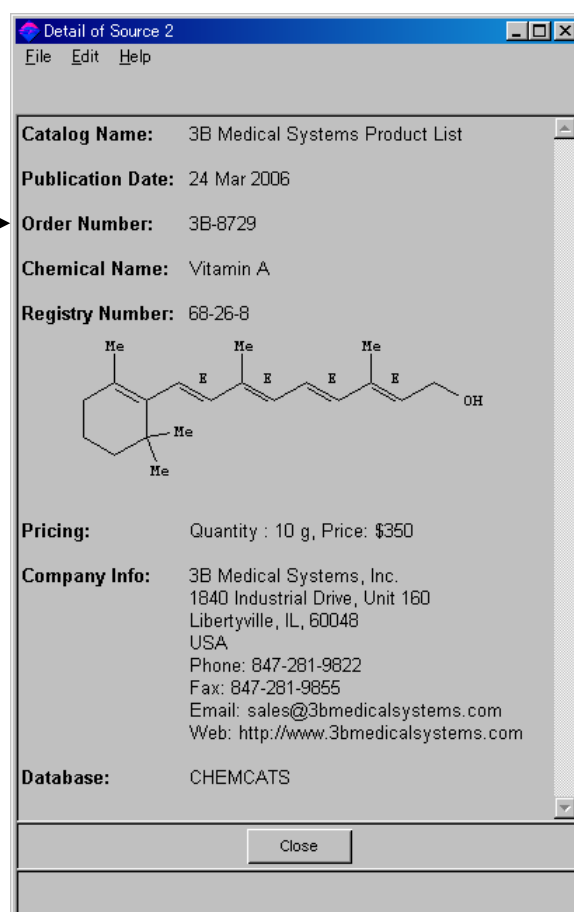 Detail of Source 2
File Edit Help
Catalog Name: 3B Medical Systems Product List
Publication Date: 24 Mar 2006
Order Number: 3B-8729
Chemical Name: Vitamin A
Registry Number: 68-26-8
Me Me Me
E E E E
OH
Me
Me
Pricing: Quantity : 10 g, Price: $350
Company Info: 3B Medical Systems, Inc.
1840 Industrial Drive, Unit 160
Libertyville, IL, 60048
USA
Phone: 847-281-9822
Fax: 847-281-9855
Email: sales@3bmedicalsystems.com
Web: http://www.3bmedicalsystems.com
Database: CHEMCATS
Close